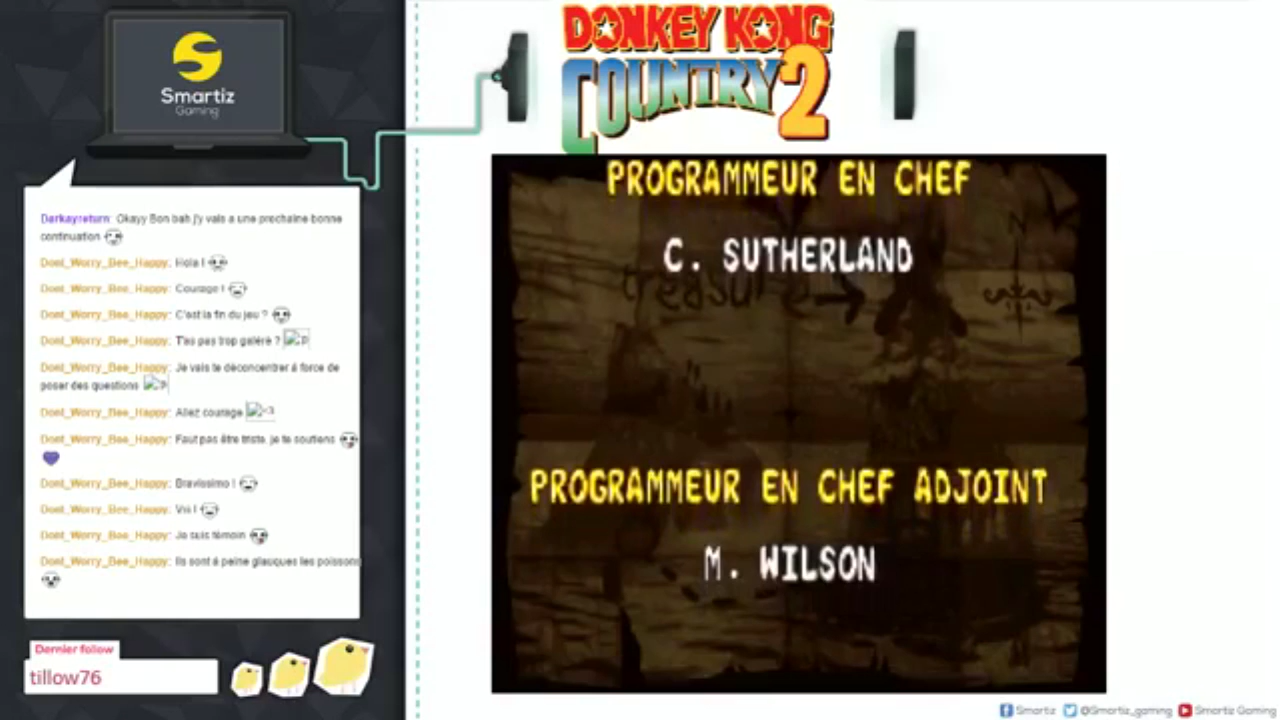 Smartiz
Gaming
DONKEY KONG
COUNTRY 2
Darkayreturn: Okayy Bon bah j'y vais a une prochaine bonne
continuation
Dont_Worry_Bee_Happy: Hola !
Dont_Worry_Bee_Happy: Courage !
Dont_Worry_Bee_Happy: C'est la fin du jeu ?
Dont_Worry_Bee_Happy: T'as pas trop galéré ?
Dont_Worry_Bee_Happy: Je vais te déconcentrer à force de
poser des questions
Dont_Worry_Bee_Happy: Allez courage <3
Dont_Worry_Bee_Happy: Faut pas être triste, je te soutiens
Dont_Worry_Bee_Happy: Bravissimo !
Dont_Worry_Bee_Happy:
Dont_Worry_Bee_Happy: Je suis témoin
Dont_Worry_Bee_Happy: Ils sont à peine glauques les poissons
Dernier follow
tillow76
PROGRAMMEUR EN CHEF
C. SUTHERLAND
treasure
PROGRAMMEUR EN CHEF ADJOINT
M. WILSON
Smartiz @Smartiz_gaming Smartiz Gaming